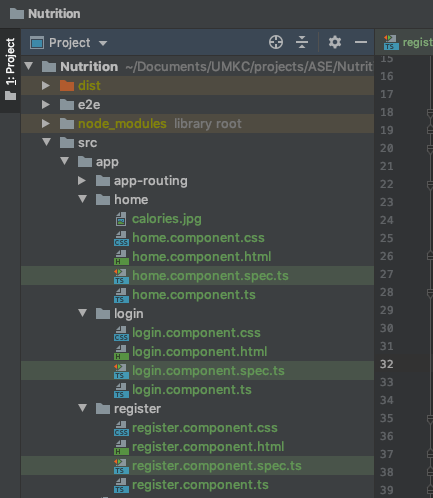 Nutrition
1: Project
Project
regist
Nutrition ~/Documents/UMKC/projects/ASE/Nutrit
dist
e2e
node_modules library root
src
app
app-routing
home
calories.jpg
home.component.css
home.component.html
home.component.spec.ts
home.component.ts
login
login.component.css
login.component.html
login.component.spec.ts
login.component.ts
register
register.component.css
register.component.html
register.component.spec.ts
register.component.ts
15
16
17
18
19
20
21
22
23
24
25
26
27
28
29
30
31
32
33
34
35
36
37
38
39